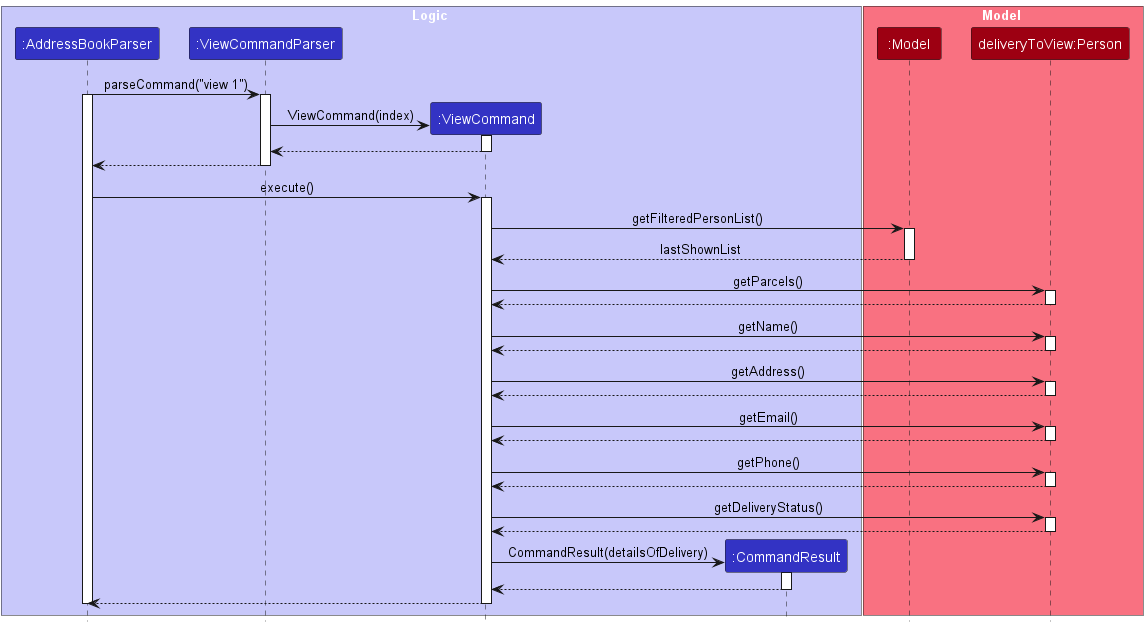 Logic
Model
:AddressBookParser
:ViewCommandParser
:Model
deliveryToView:Person
parseCommand("view 1")
ViewCommand(index)
:ViewCommand
execute()
getFilteredPersonList()
lastShownList
getParcels()
getName()
getAddress()
getEmail()
getPhone()
getDeliveryStatus()
CommandResult(detailsOfDelivery)
:CommandResult